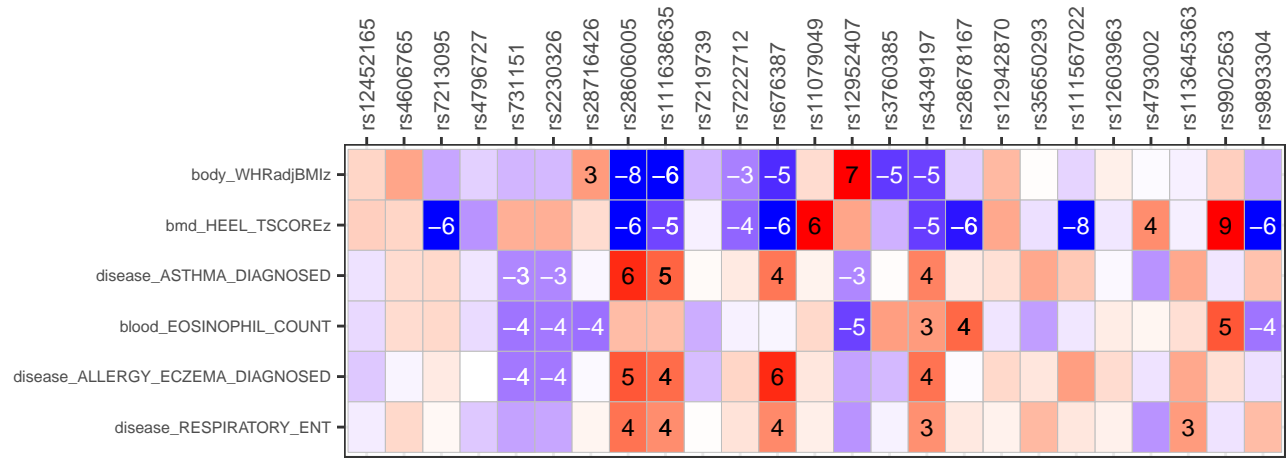 rs12452165 rs4606765 rs7213095 rs4796727 rs731151 rs2230326 rs28716426 rs28606005 rs111638635 rs7219739 rs7222712 rs676387 rs11079049 rs12952407 rs3760385 rs4349197 rs28678167 rs12942870 rs35650293 rs111567022 rs12603963 rs4793002 rs113645363 rs9902563 rs9893304
body_WHRadjBMIz 3 −8 −6 −3 −5 7 −5 −5
bmd_HEEL_TSCOREz −6 −6 −5 −4 −6 6 −5 −6 −8 4 9 −6
disease_ASTHMA_DIAGNOSED −3 −3 6 5 4 −3 4
blood_EOSINOPHIL_COUNT −4 −4 −4 −5 3 4 5 −4
disease_ALLERGY_ECZEMA_DIAGNOSED −4 −4 5 4 6 4
disease_RESPIRATORY_ENT 4 4 4 3 3